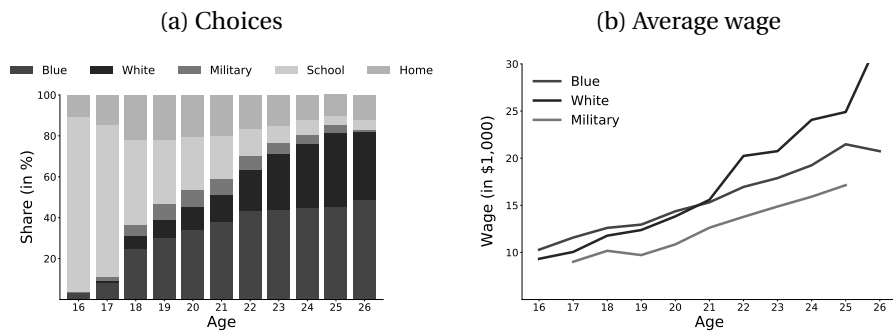 (a) Choices
Blue White Military School Home
100
80
60
40
20
Share (in %)
16 17 18 19 20 21 22 23 24 25 26
Age
(b) Average wage
30
25
20
15
10
Wage (in $1,000)
Blue
White
Military
16 17 18 19 20 21 22 23 24 25 26
Age